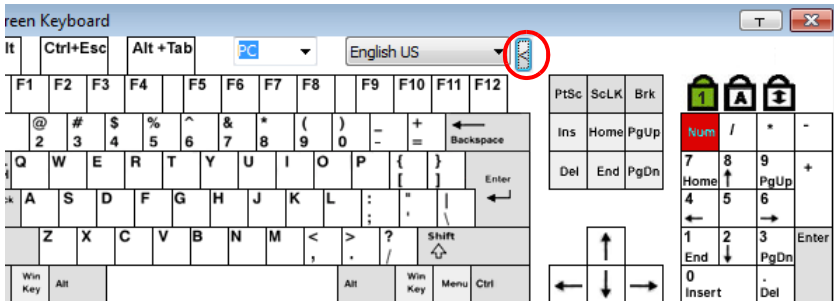 reen Keyboard T X
lt Ctrl+Esc Alt +Tab PC English US <
F1 F2 F3 F4 F5 F6 F7 F8 F9 F10 F11 F12 PtSc ScLK Brk 1 A
@ # $ % ^ & * ( ) _ +
2 3 4 5 6 7 8 9 0 - = Backspace Ins Home PgUp Num / * -
Q W E R T Y U I O P { }
[ ] Enter Del End PgDn 7 Home 8 9 PgUp +
A S D F G H J K L : " |
; ' \ 4 5 6
Z X C V B N M < > ? Shift
, . / 1 End 2 3 PgDn Enter
Win Key Alt Alt Win Key Menu Ctrl 0 Insert . Del